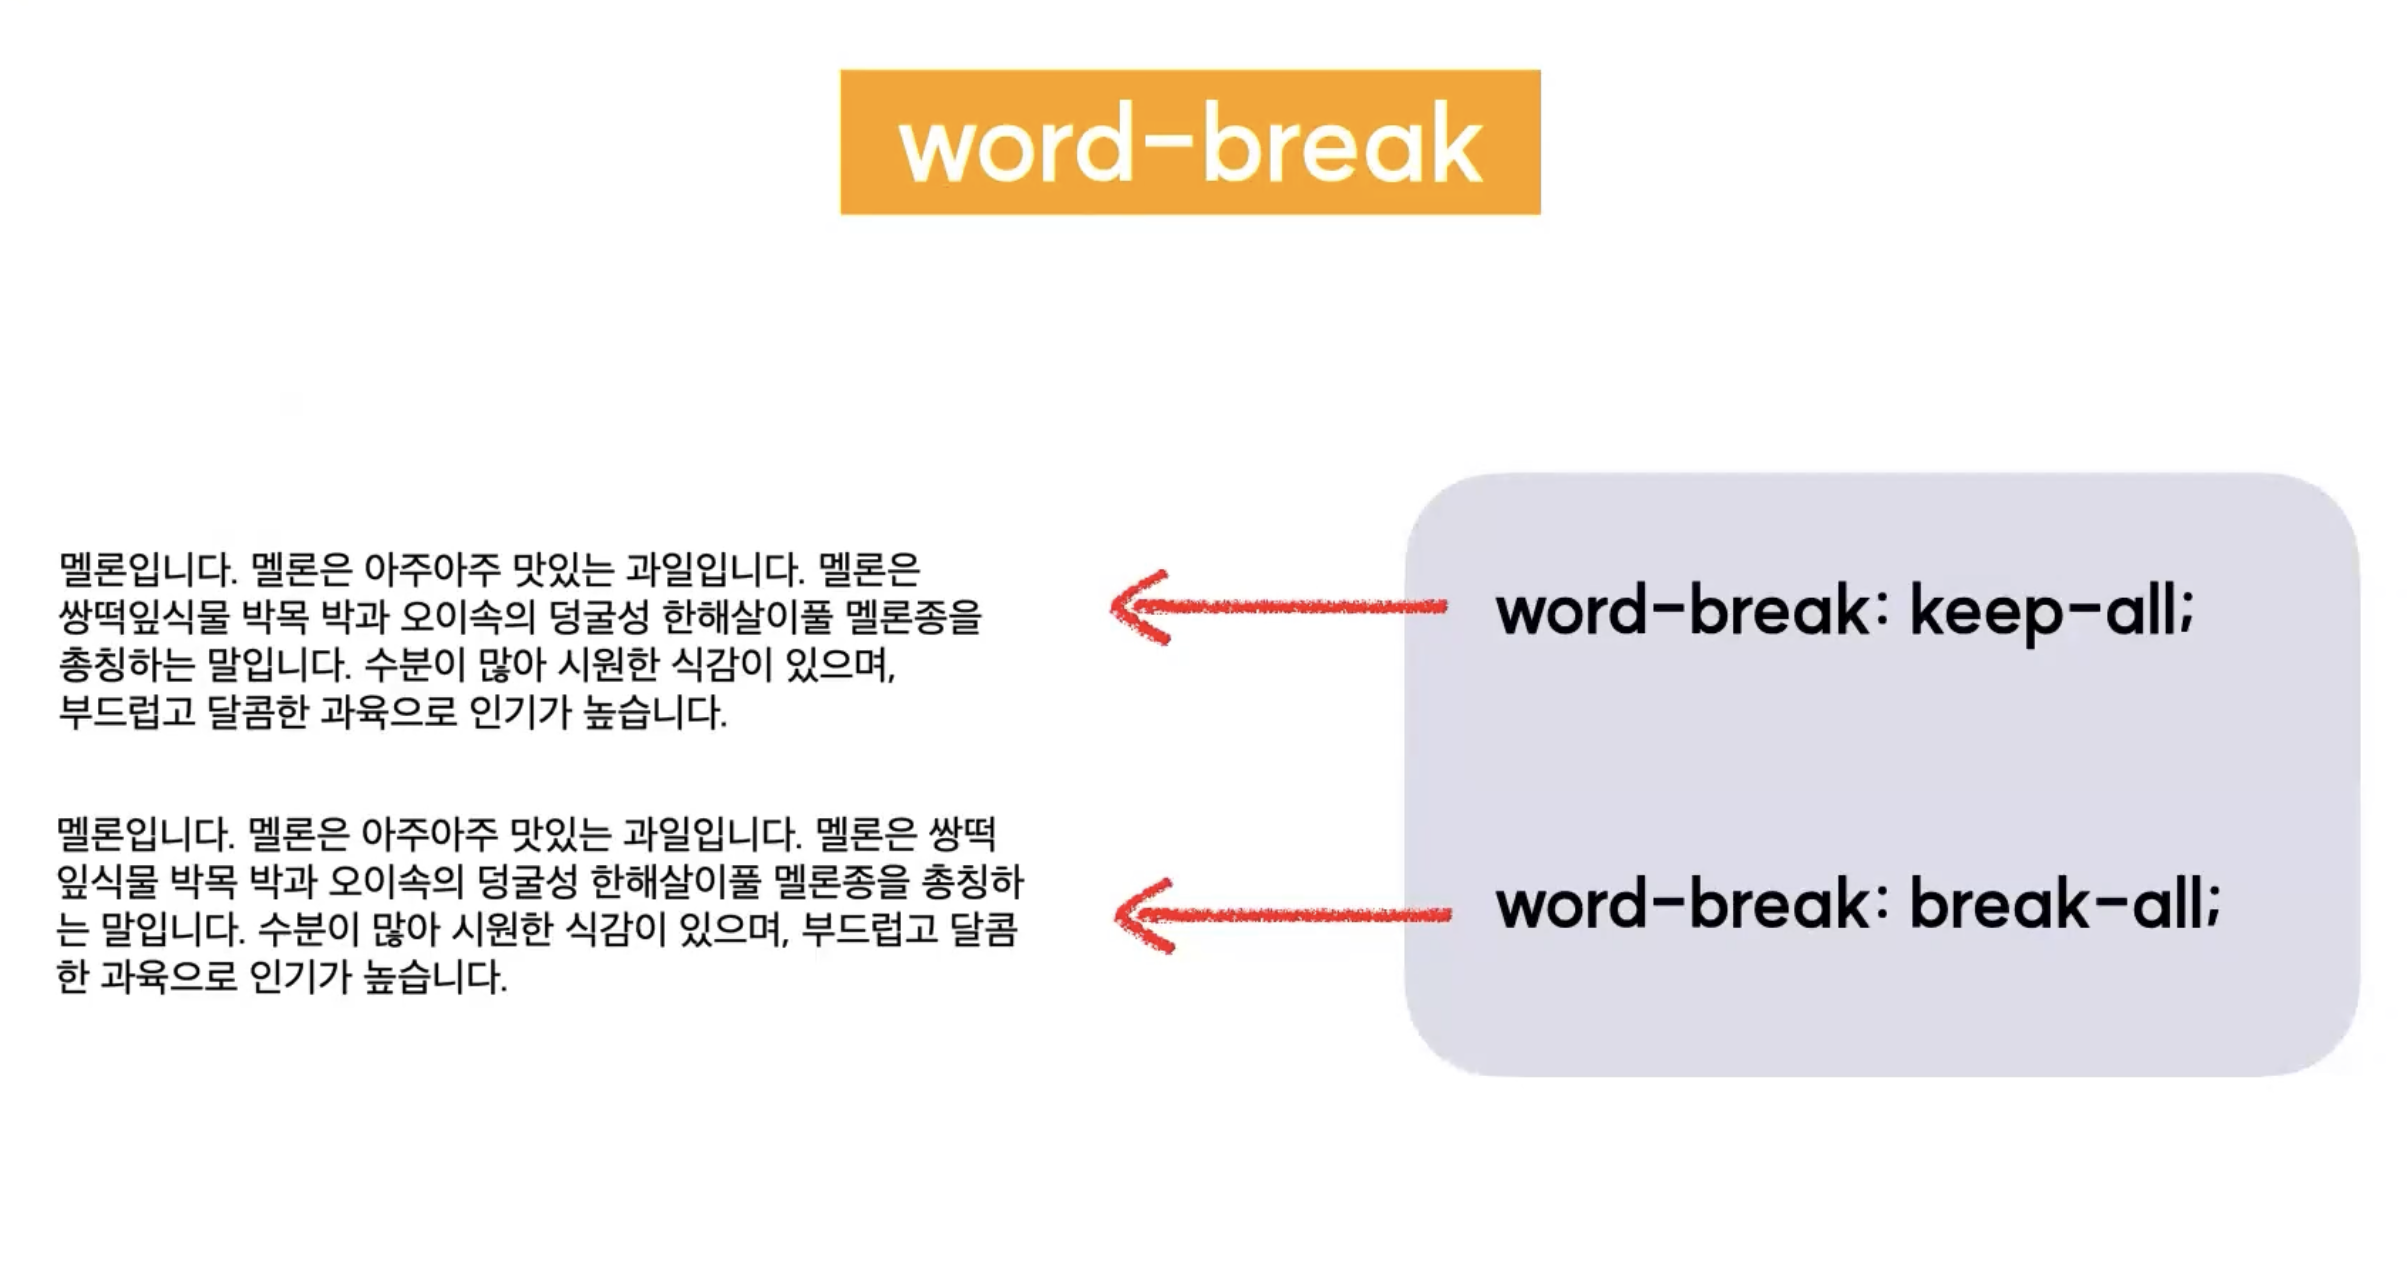 word-break
멜론입니다. 멜론은 아주아주 맛있는 과일입니다. 멜론은
쌍떡잎식물 박목 박과 오이속의 덩굴성 한해살이풀 멜론종을
총칭하는 말입니다. 수분이 많아 시원한 식감이 있으며,
부드럽고 달콤한 과육으로 인기가 높습니다.
word-break: keep-all;
멜론입니다. 멜론은 아주아주 맛있는 과일입니다. 멜론은 쌍떡
잎식물 박목 박과 오이속의 덩굴성 한해살이풀 멜론종을 총칭하
는 말입니다. 수분이 많아 시원한 식감이 있으며, 부드럽고 달콤
한 과육으로 인기가 높습니다.
word-break: break-all;